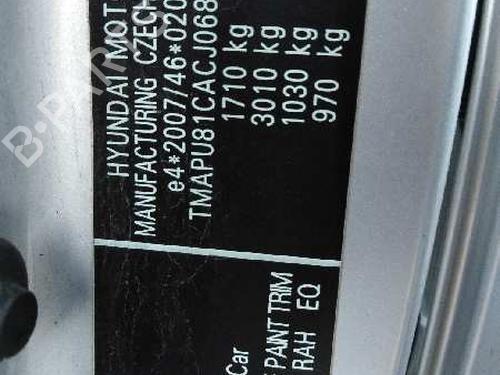 HYUNDAI MOT
MANUFACTURING CZECH
e4*2007/46*020
TMAPU81CACJ068
1710 kg
3010 kg
1030 kg
970 kg
Car
PAINT TRIM
RAH EQ
B-PARTS